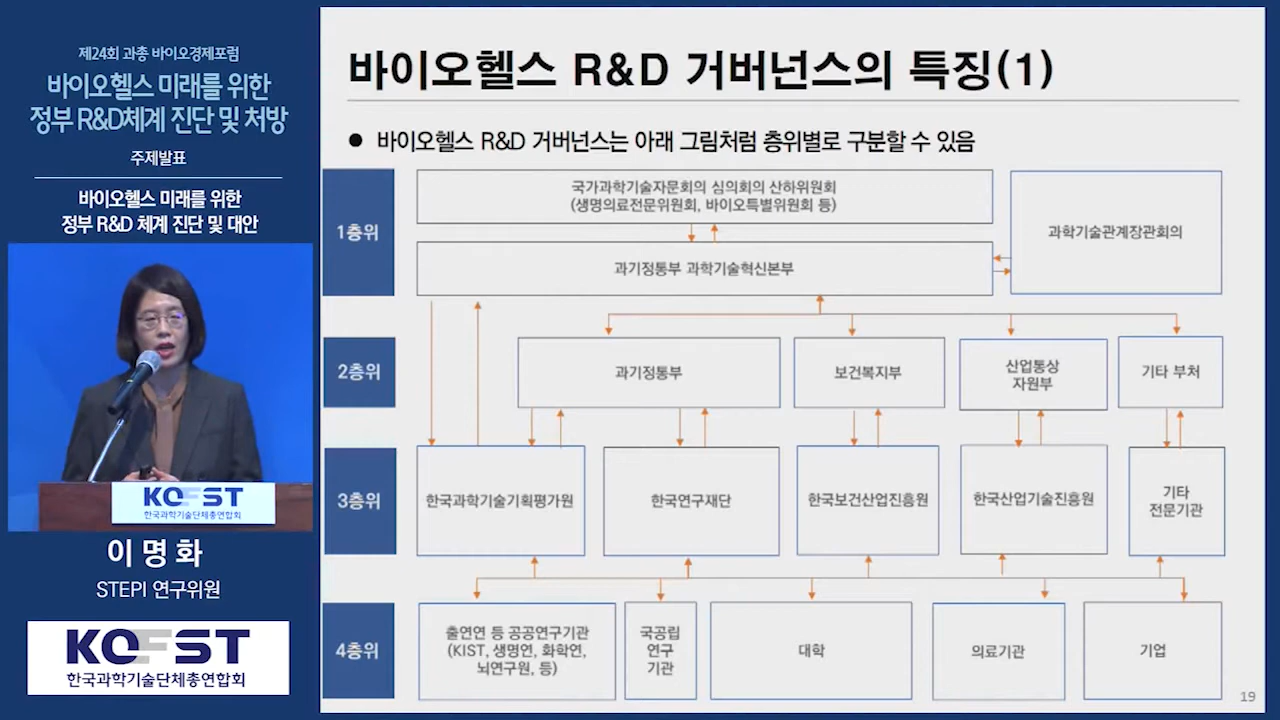 제24회 과총 바이오경제포럼
바이오헬스 미래를 위한
정부 R&D체계 진단 및 처방
주제발표
바이오헬스 미래를 위한
정부 R&D 체계 진단 및 대안
KOFST
한국과학기술단체총연합회
이 명 화
STEPI 연구위원
KOFST
한국과학기술단체총연합회
바이오헬스 R&D 거버넌스의 특징(1)
● 바이오헬스 R&D 거버넌스는 아래 그림처럼 층위별로 구분할 수 있음
1층위
국가과학기술자문회의 심의회의 산하위원회
(생명의료전문위원회, 바이오특별위원회 등)
과기정통부 과학기술혁신본부
과학기술관계장관회의
2층위
과기정통부
보건복지부
산업통상
자원부
기타 부처
3층위
한국과학기술기획평가원
한국연구재단
한국보건산업진흥원
한국산업기술진흥원
기타
전문기관
4층위
출연연 등 공공연구기관
(KIST, 생명연, 화학연,
뇌연구원, 등)
국공립
연구
기관
대학
의료기관
기업
19